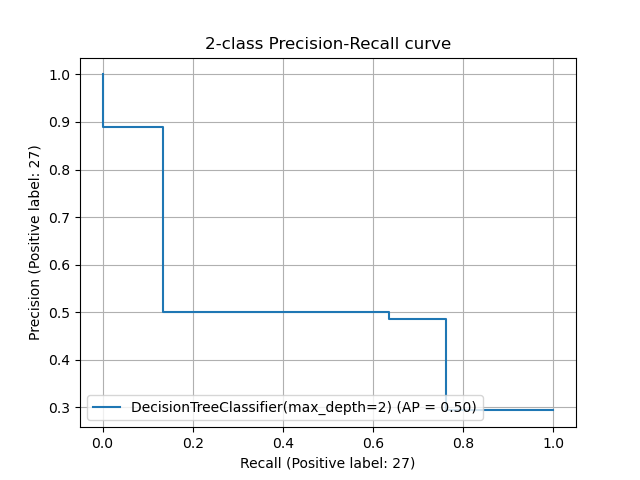 2-class Precision-Recall curve
1.0
0.9
0.8
0.7
0.6
0.5
0.4
0.3
Precision (Positive label: 27)
DecisionTreeClassifier(max_depth=2) (AP = 0.50)
0.0 0.2 0.4 0.6 0.8 1.0
Recall (Positive label: 27)